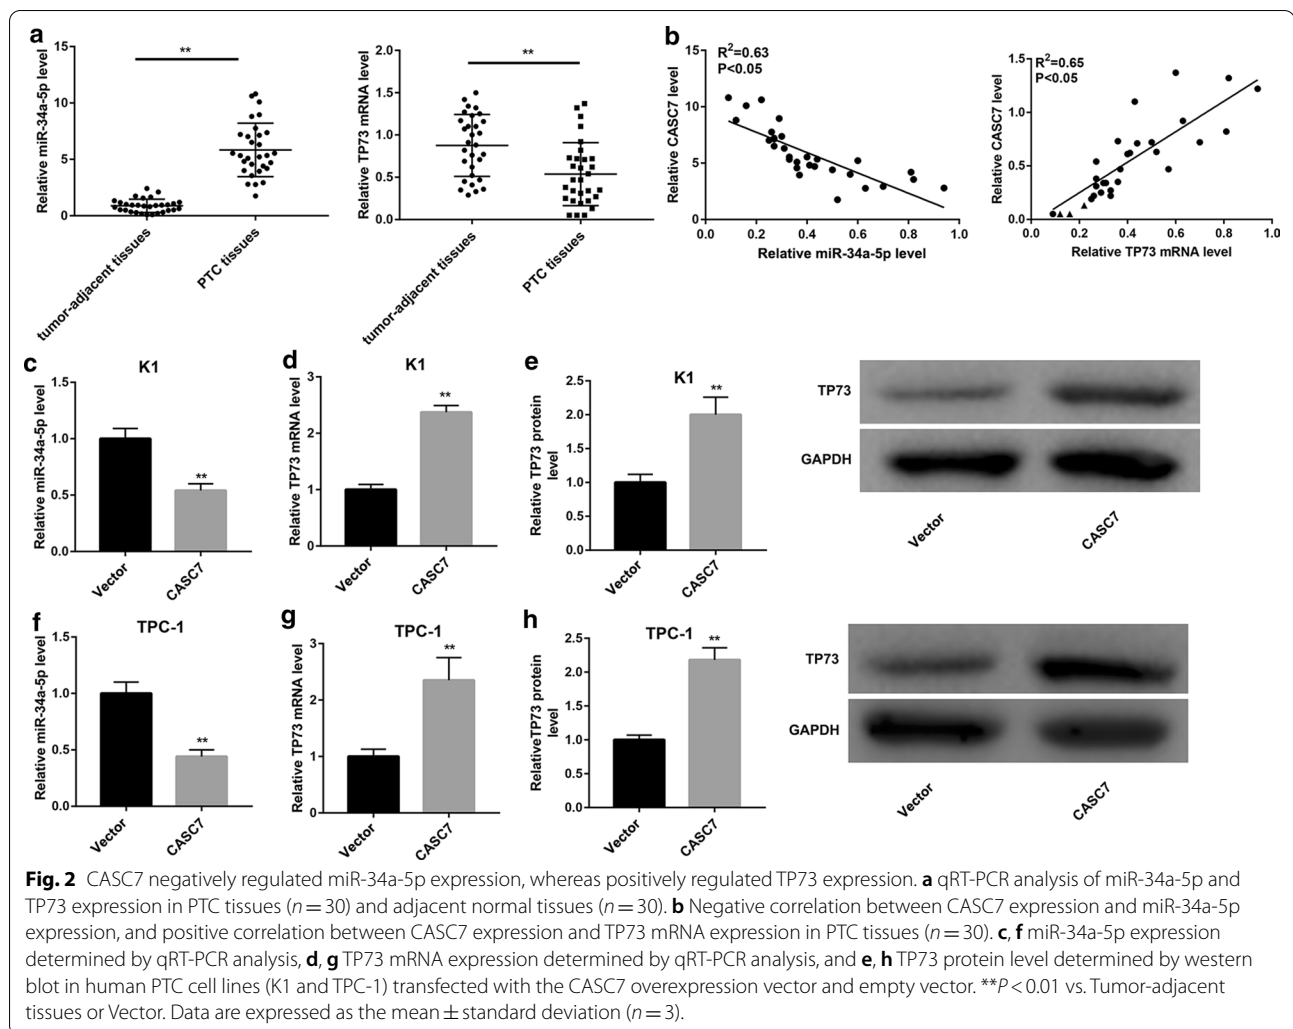 a
Relative miR-34a-5p level
15
10
5
0
**
tumor-adjacent tissues
PTC tissues
Relative TP73 mRNA level
2.0
1.5
1.0
0.5
0.0
**
tumor-adjacent tissues
PTC tissues
b
Relative CASC7 level
15
10
5
0
R²=0.63
P<0.05
0.0 0.2 0.4 0.6 0.8 1.0
Relative miR-34a-5p level
Relative CASC7 level
1.5
1.0
0.5
0.0
R²=0.65
P<0.05
0.0 0.2 0.4 0.6 0.8 1.0
Relative TP73 mRNA level
c
K1
Relative miR-34a-5p level
1.5
1.0
0.5
0.0
**
Vector
CASC7
d
K1
Relative TP73 mRNA level
3
2
1
0
**
Vector
CASC7
e
K1
Relative TP73 protein
level
2.5
2.0
1.5
1.0
0.5
0.0
**
Vector
CASC7
TP73
GAPDH
Vector
CASC7
f
TPC-1
Relative miR-34a-5p level
1.5
1.0
0.5
0.0
**
Vector
CASC7
g
TPC-1
Relative TP73 mRNA level
3
2
1
0
**
Vector
CASC7
h
TPC-1
RelativeTP73 protein
level
2.5
2.0
1.5
1.0
0.5
0.0
**
Vector
CASC7
TP73
GAPDH
Vector
CASC7
Fig. 2 CASC7 negatively regulated miR-34a-5p expression, whereas positively regulated TP73 expression. a qRT-PCR analysis of miR-34a-5p and
TP73 expression in PTC tissues (n = 30) and adjacent normal tissues (n = 30). b Negative correlation between CASC7 expression and miR-34a-5p
expression, and positive correlation between CASC7 expression and TP73 mRNA expression in PTC tissues (n = 30). c, f miR-34a-5p expression
determined by qRT-PCR analysis, d, g TP73 mRNA expression determined by qRT-PCR analysis, and e, h TP73 protein level determined by western
blot in human PTC cell lines (K1 and TPC-1) transfected with the CASC7 overexpression vector and empty vector. **P < 0.01 vs. Tumor-adjacent
tissues or Vector. Data are expressed as the mean ± standard deviation (n = 3).